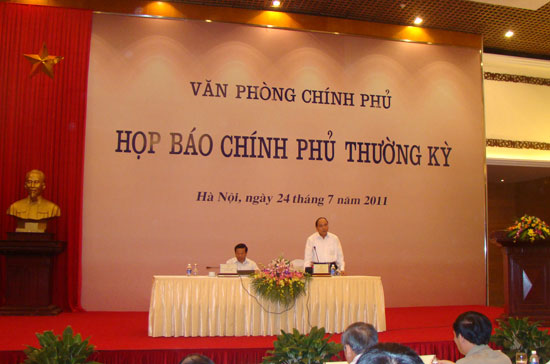 VĂN PHÒNG CHÍNH PHỦ
HỌP BÁO CHÍNH PHỦ THƯỜNG KỲ
Hà Nội, ngày 24 tháng 7 năm 2011